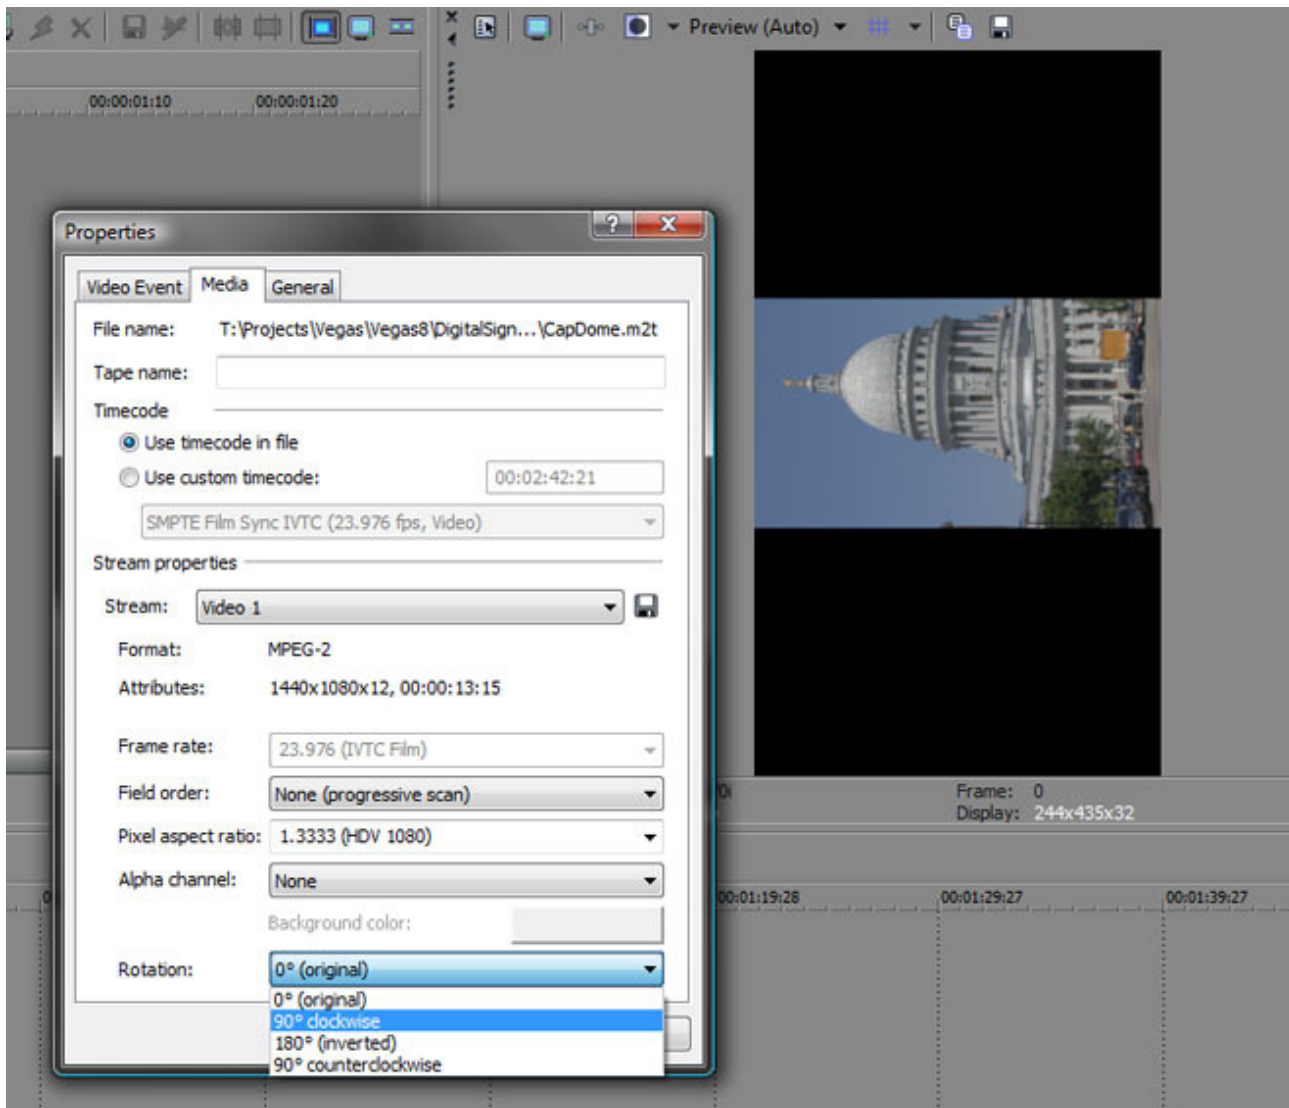 Preview (Auto)
00:00:01:10
00:00:01:20
Properties
Video Event
Media
General
File name: T:\Projects\Vegas\Vegas8\DigitalSign...\CapDome.m2t
Tape name:
Timecode
Use timecode in file
Use custom timecode: 00:02:42:21
SMPTE Film Sync IVTC (23.976 fps, Video)
Stream properties
Stream: Video 1
Format: MPEG-2
Attributes: 1440x1080x12, 00:00:13:15
Frame rate: 23.976 (IVTC Film)
Field order: None (progressive scan)
Pixel aspect ratio: 1.3333 (HDV 1080)
Alpha channel: None
Background color:
Rotation: 0° (original)
0° (original)
90° clockwise
180° (inverted)
90° counterclockwise
Frame: 0
Display: 244x435x32
00:01:19:28
00:01:29:27
00:01:39:27